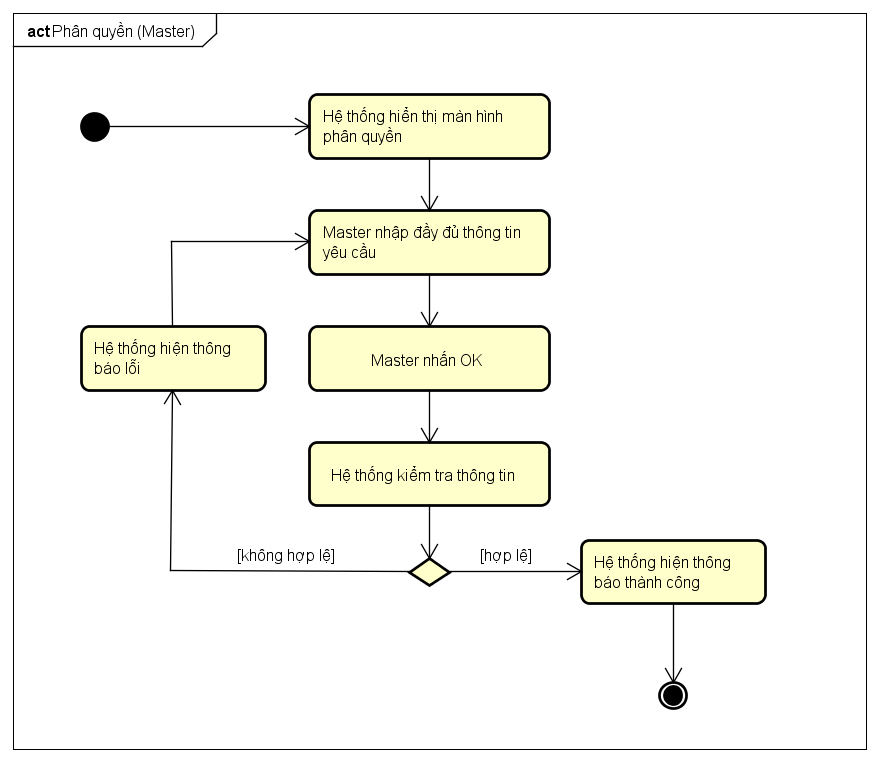 act Phân quyền (Master)
Hệ thống hiển thị màn hình
phân quyền
Master nhập đầy đủ thông tin
yêu cầu
Hệ thống hiện thông
báo lỗi
Master nhấn OK
Hệ thống kiểm tra thông tin
[không hợp lệ]
[hợp lệ]
Hệ thống hiện thông
báo thành công